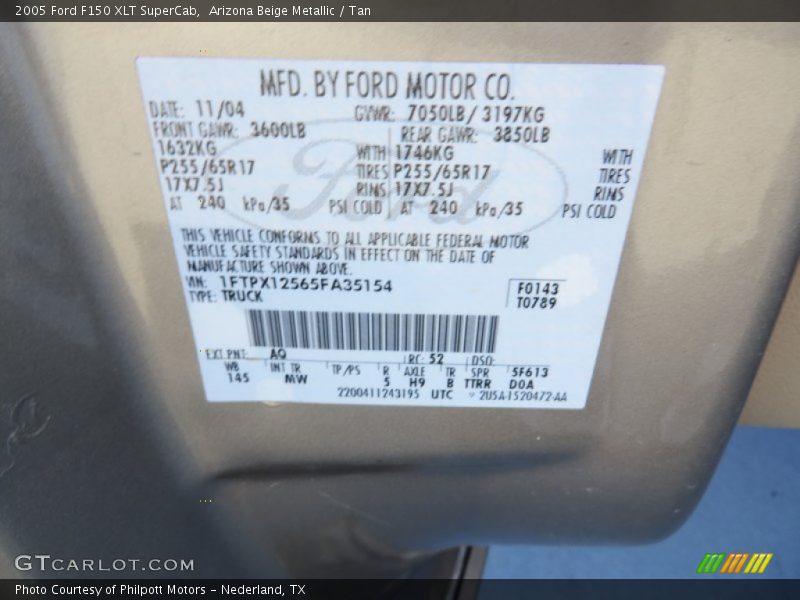 2005 Ford F150 XLT SuperCab,  Arizona Beige Metallic / Tan
MFD. BY FORD MOTOR CO.
DATE: 11/04 GVWR: 7050LB/ 3197KG
FRONT GAWR: 3600LB REAR GAWR: 3850LB
1632KG WITH 1746KG WITH
P255/65R17 TIRES P255/65R17 TIRES
17X7.5J RIMS 17X7.5J RIMS
AT 240 kPa/35 PSI COLD AT 240 kPa/35 PSI COLD
Ford
THIS VEHICLE CONFORMS TO ALL APPLICABLE FEDERAL MOTOR
VEHICLE SAFETY STANDARDS IN EFFECT ON THE DATE OF
MANUFACTURE SHOWN ABOVE.
VIN: 1FTPX12565FA35154 F0143
TYPE: TRUCK T0789
EXT PNT: AQ RC: 52 DSO:
WB INT TR TP/PS R AXLE TR SPR 5F613
145 MW 5 H9 B TTRR DOA
2200411243195 UTC 2U5A-1520472-AA
GTCARLOT.COM
Photo Courtesy of Philpott Motors - Nederland, TX